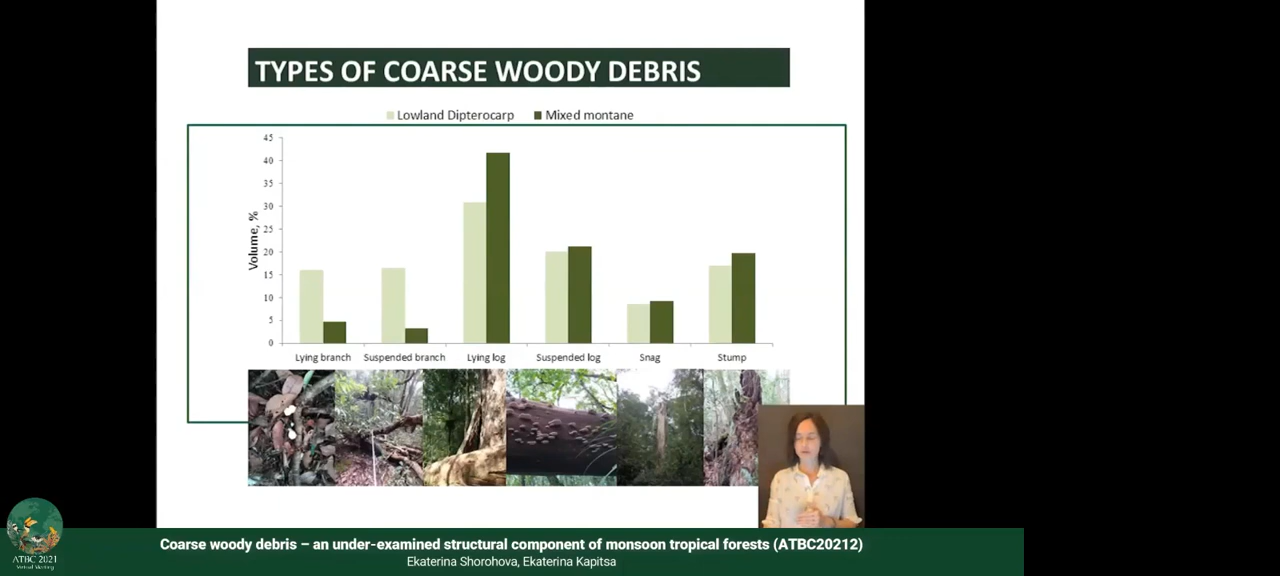 TYPES OF COARSE WOODY DEBRIS
Lowland Dipterocarp Mixed montane
45
40
35
30
25
20
15
10
5
0
Volume, %
Lying branch Suspended branch Lying log Suspended log Snag Stump
ATBC 2021
Virtual Meeting
Coarse woody debris – an under-examined structural component of monsoon tropical forests (ATBC20212)
Ekaterina Shorohova, Ekaterina Kapitsa